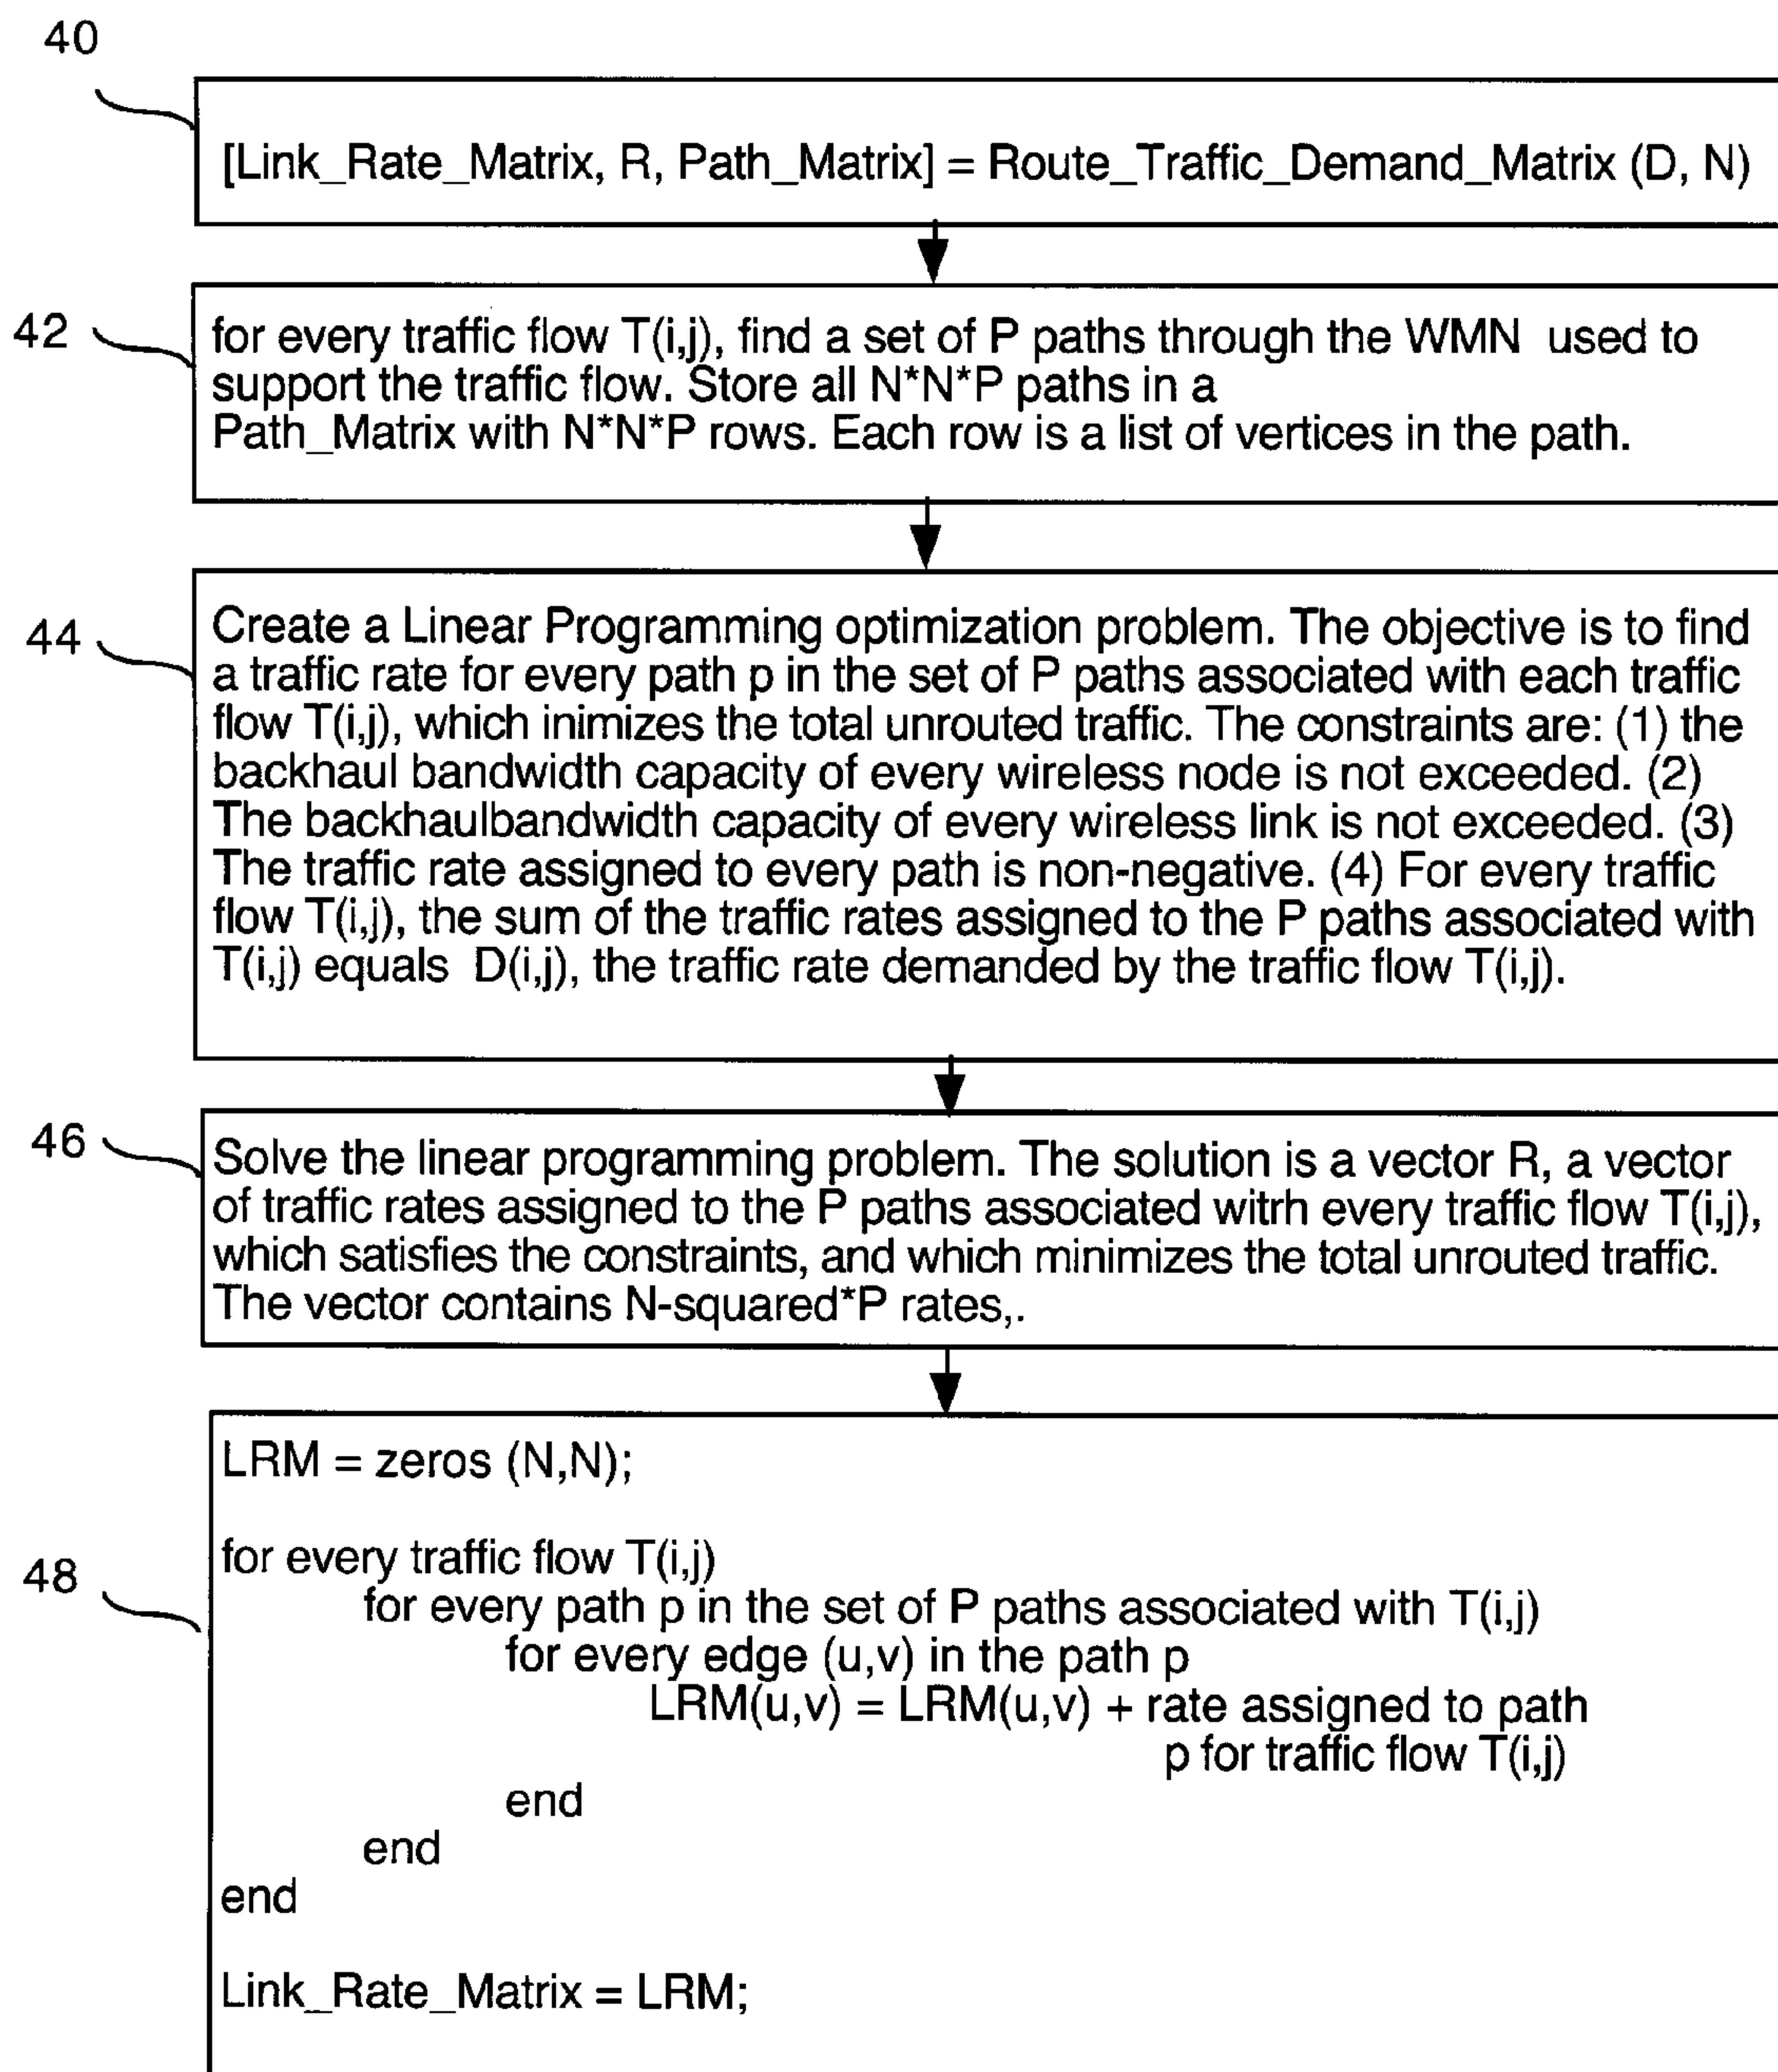 40
[Link_Rate_Matrix, R, Path_Matrix] = Route_Traffic_Demand_Matrix (D, N)
42
for every traffic flow T(i,j), find a set of P paths through the WMN used to
support the traffic flow. Store all N*N*P paths in a
Path_Matrix with N*N*P rows. Each row is a list of vertices in the path.
44
Create a Linear Programming optimization problem. The objective is to find
a traffic rate for every path p in the set of P paths associated with each traffic
flow T(i,j), which inimizes the total unrouted traffic. The constraints are: (1) the
backhaul bandwidth capacity of every wireless node is not exceeded. (2)
The backhaulbandwidth capacity of every wireless link is not exceeded. (3)
The traffic rate assigned to every path is non-negative. (4) For every traffic
flow T(i,j), the sum of the traffic rates assigned to the P paths associated with
T(i,j) equals D(i,j), the traffic rate demanded by the traffic flow T(i,j).
46
Solve the linear programming problem. The solution is a vector R, a vector
of traffic rates assigned to the P paths associated witrh every traffic flow T(i,j),
which satisfies the constraints, and which minimizes the total unrouted traffic.
The vector contains N-squared*P rates,.
48
LRM = zeros (N,N);
for every traffic flow T(i,j)
for every path p in the set of P paths associated with T(i,j)
for every edge (u,v) in the path p
LRM(u,v) = LRM(u,v) + rate assigned to path
p for traffic flow T(i,j)
end
end
end
Link_Rate_Matrix = LRM;